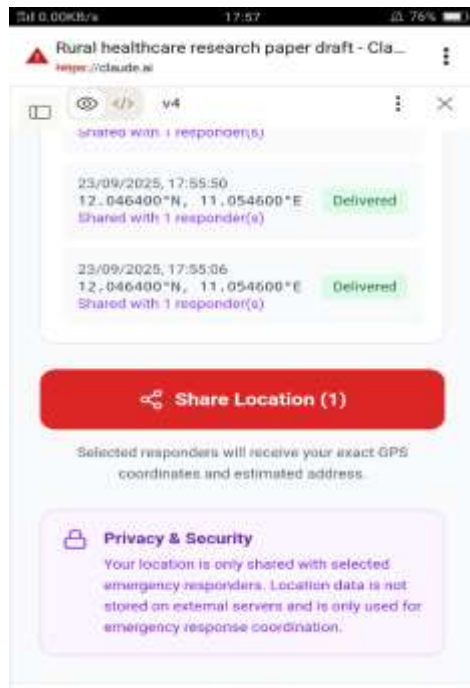 0.00KB/s 17:57 76%
Rural healthcare research paper draft - Cla...
https://claude.ai
v4
Shared with 1 responder(s)
23/09/2025, 17:55:50
12.046400°N, 11.054600°E Delivered
Shared with 1 responder(s)
23/09/2025, 17:55:06
12.046400°N, 11.054600°E Delivered
Shared with 1 responder(s)
Share Location (1)
Selected responders will receive your exact GPS
coordinates and estimated address.
Privacy & Security
Your location is only shared with selected
emergency responders. Location data is not
stored on external servers and is only used for
emergency response coordination.